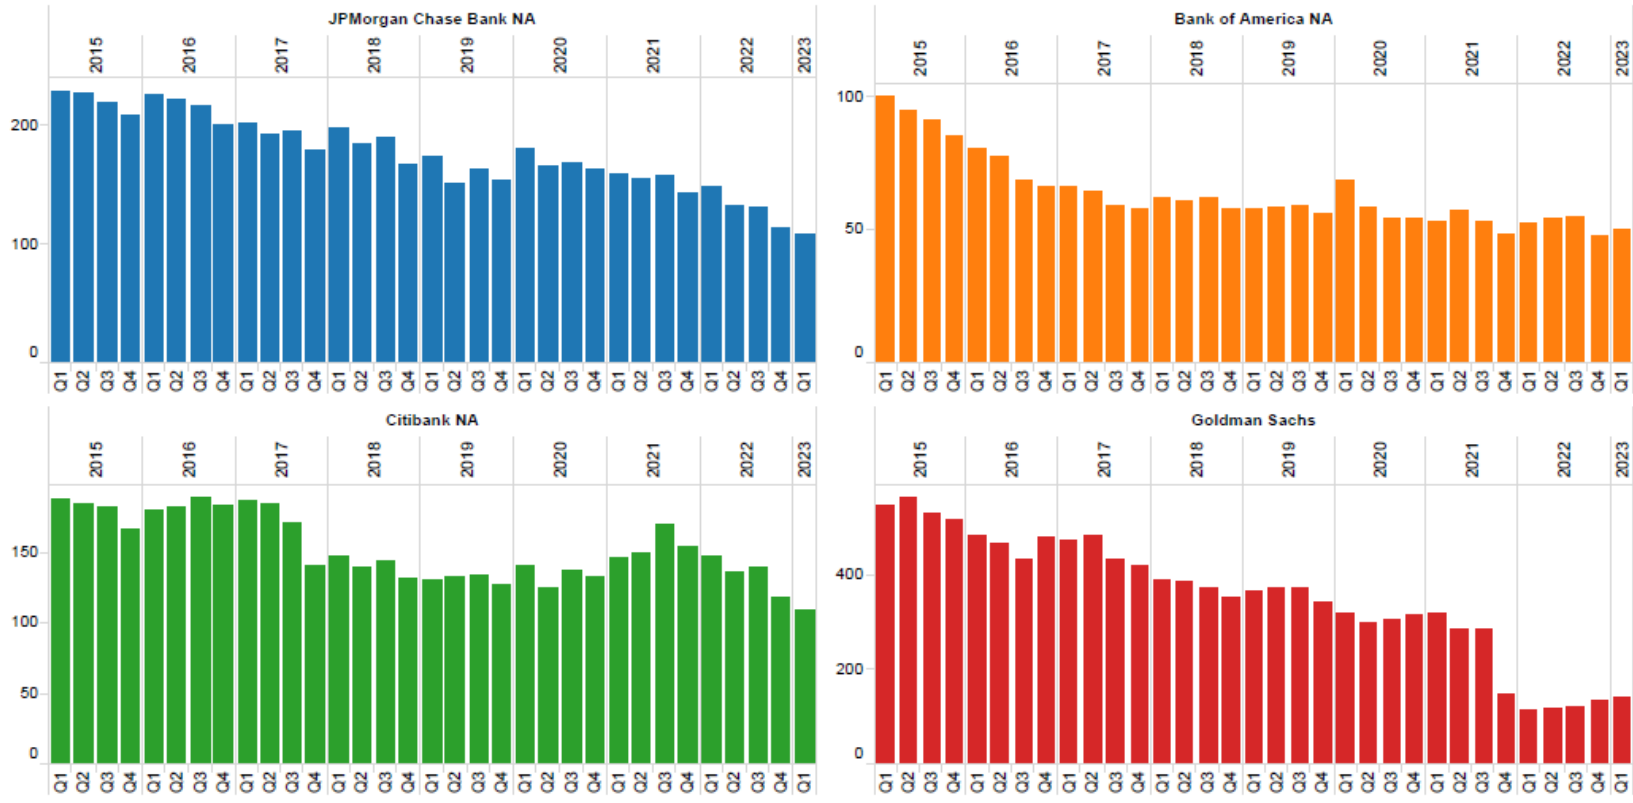 JPMorgan Chase Bank NA
2015 2016 2017 2018 2019 2020 2021 2022 2023
200
100
0
Q1 Q2 Q3 Q4 Q1 Q2 Q3 Q4 Q1 Q2 Q3 Q4 Q1 Q2 Q3 Q4 Q1 Q2 Q3 Q4 Q1 Q2 Q3 Q4 Q1 Q2 Q3 Q4 Q1 Q2 Q3 Q4 Q1
Bank of America NA
2015 2016 2017 2018 2019 2020 2021 2022 2023
100
50
0
Q1 Q2 Q3 Q4 Q1 Q2 Q3 Q4 Q1 Q2 Q3 Q4 Q1 Q2 Q3 Q4 Q1 Q2 Q3 Q4 Q1 Q2 Q3 Q4 Q1 Q2 Q3 Q4 Q1 Q2 Q3 Q4 Q1
Citibank NA
2015 2016 2017 2018 2019 2020 2021 2022 2023
150
100
50
0
Q1 Q2 Q3 Q4 Q1 Q2 Q3 Q4 Q1 Q2 Q3 Q4 Q1 Q2 Q3 Q4 Q1 Q2 Q3 Q4 Q1 Q2 Q3 Q4 Q1 Q2 Q3 Q4 Q1 Q2 Q3 Q4 Q1
Goldman Sachs
2015 2016 2017 2018 2019 2020 2021 2022 2023
400
200
0
Q1 Q2 Q3 Q4 Q1 Q2 Q3 Q4 Q1 Q2 Q3 Q4 Q1 Q2 Q3 Q4 Q1 Q2 Q3 Q4 Q1 Q2 Q3 Q4 Q1 Q2 Q3 Q4 Q1 Q2 Q3 Q4 Q1